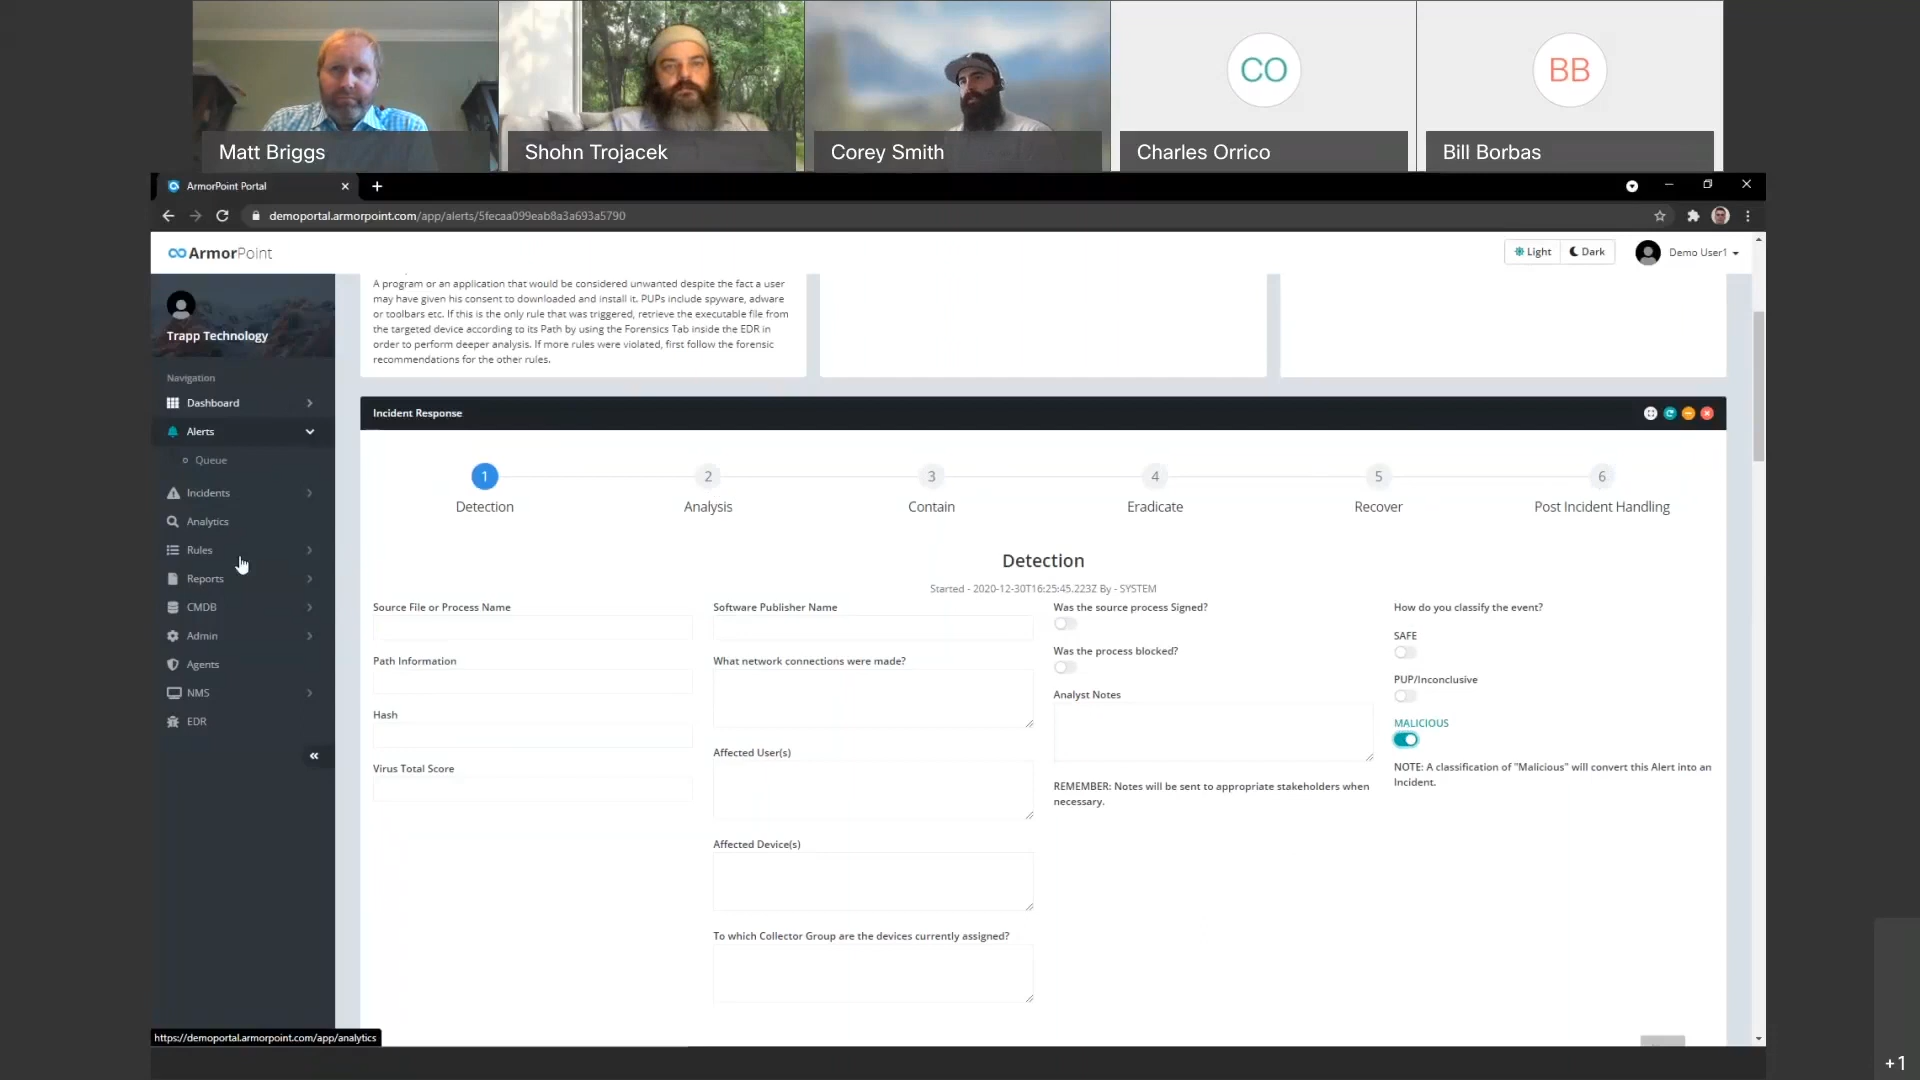 CO
BB
Matt Briggs
Shohn Trojacek
Corey Smith
Charles Orrico
Bill Borbas
ArmorPoint Portal
demoportal.armorpoint.com/app/alerts/5fecaa099eab8a3a693a5790
ArmorPoint
Light
Dark
Demo User1
Trapp Technology
Navigation
Dashboard
Alerts
Queue
Incidents
Analytics
Rules
Reports
CMDB
Admin
Agents
NMS
EDR
A program or an application that would be considered unwanted despite the fact a user
may have given his consent to downloaded and install it. PUPs include spyware, adware
or toolbars etc. If this is the only rule that was triggered, retrieve the executable file from
the targeted device according to its Path by using the Forensics Tab inside the EDR in
order to perform deeper analysis. If more rules were violated, first follow the forensic
recommendations for the other rules.
Incident Response
1
2
3
4
5
6
Detection
Analysis
Contain
Eradicate
Recover
Post Incident Handling
Detection
Started - 2020-12-30T16:25:45.223Z By - SYSTEM
Source File or Process Name
Path Information
Hash
Virus Total Score
Software Publisher Name
What network connections were made?
Affected User(s)
Affected Device(s)
To which Collector Group are the devices currently assigned?
Was the source process Signed?
Was the process blocked?
Analyst Notes
REMEMBER: Notes will be sent to appropriate stakeholders when
necessary.
How do you classify the event?
SAFE
PUP/Inconclusive
MALICIOUS
NOTE: A classification of "Malicious" will convert this Alert into an
Incident.
https://demoportal.armorpoint.com/app/analytics
+1